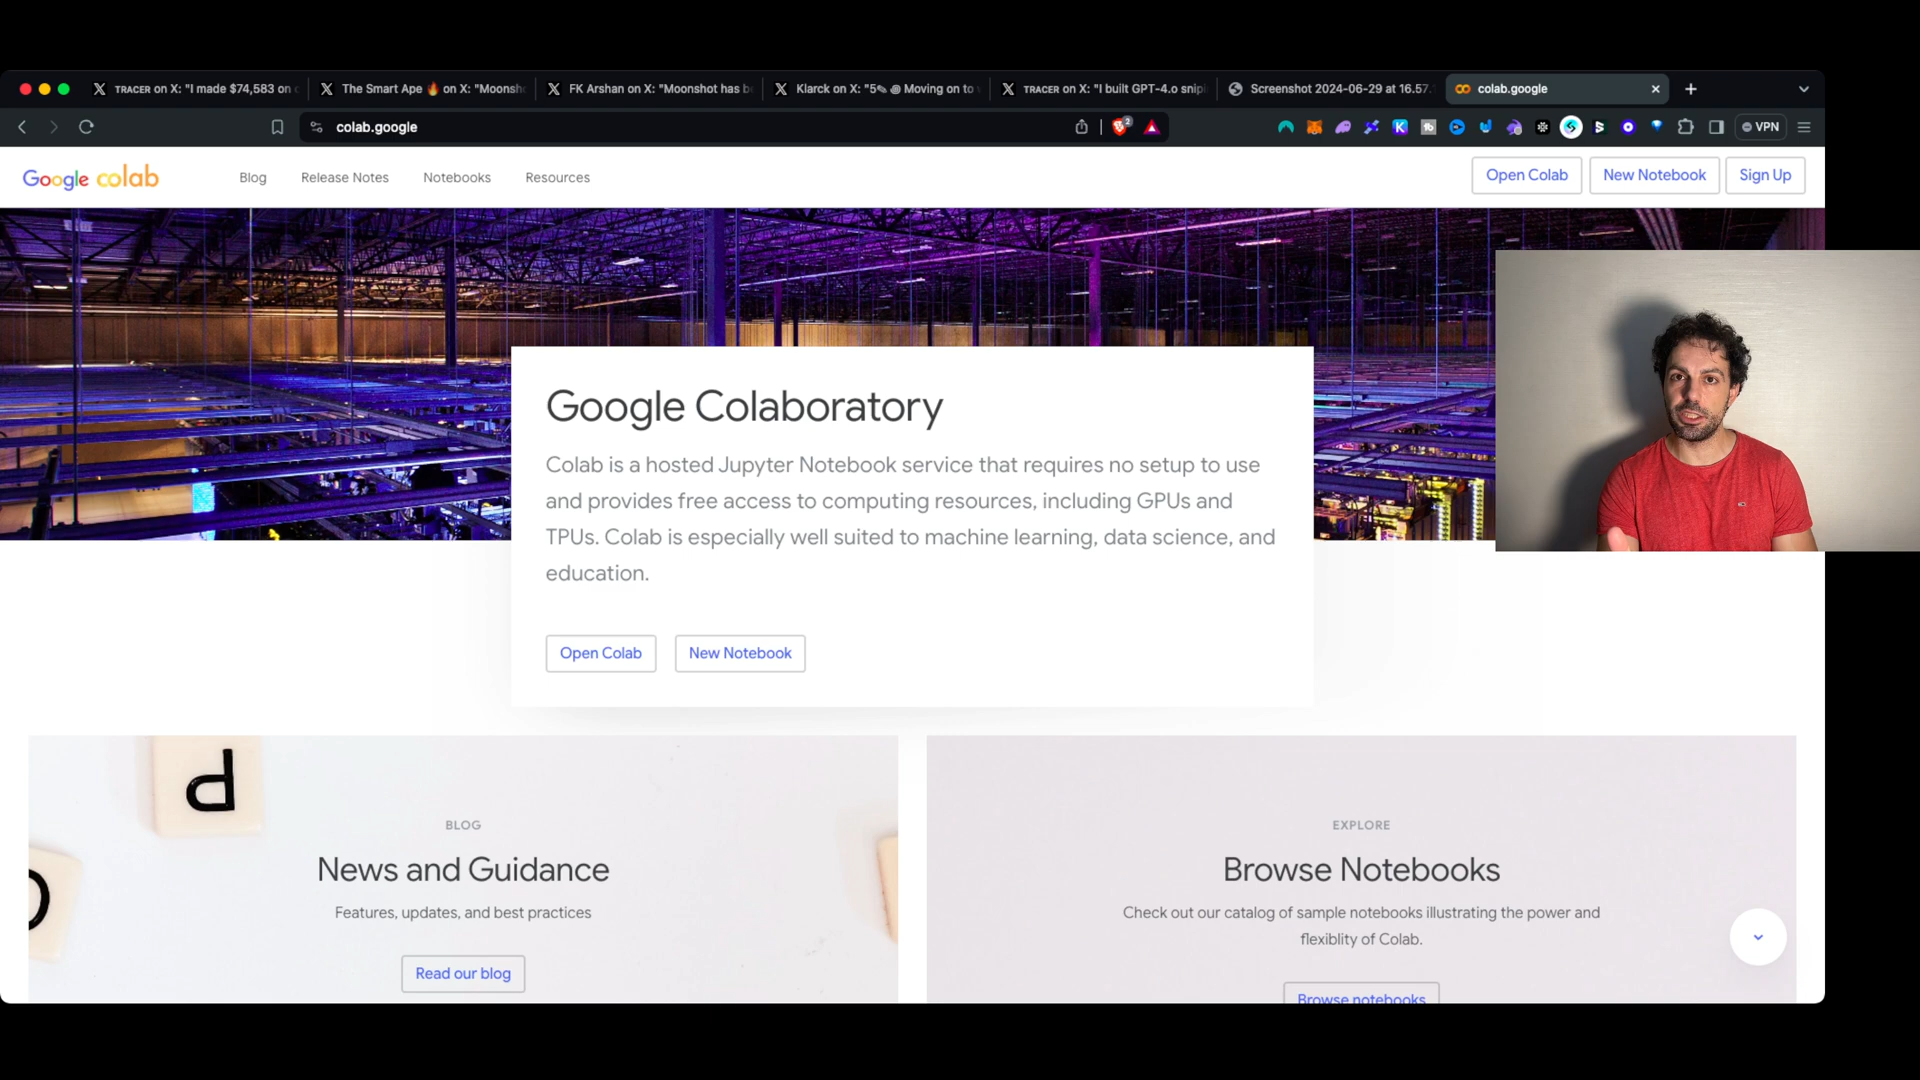 TRACER on X: "I made $74,583 on
The Smart Ape 🔥 on X: "Moonsh
FK Arshan on X: "Moonshot has b
Klarck on X: "5 Moving on to
TRACER on X: "I built GPT-4.o snipi
Screenshot 2024-06-29 at 16.57.
colab.google
colab.google
2
VPN
Google colab
Blog
Release Notes
Notebooks
Resources
Open Colab
New Notebook
Sign Up
Google Colaboratory
Colab is a hosted Jupyter Notebook service that requires no setup to use
and provides free access to computing resources, including GPUs and
TPUs. Colab is especially well suited to machine learning, data science, and
education.
Open Colab
New Notebook
BLOG
News and Guidance
Features, updates, and best practices
Read our blog
EXPLORE
Browse Notebooks
Check out our catalog of sample notebooks illustrating the power and
flexiblity of Colab.
Browse notebooks